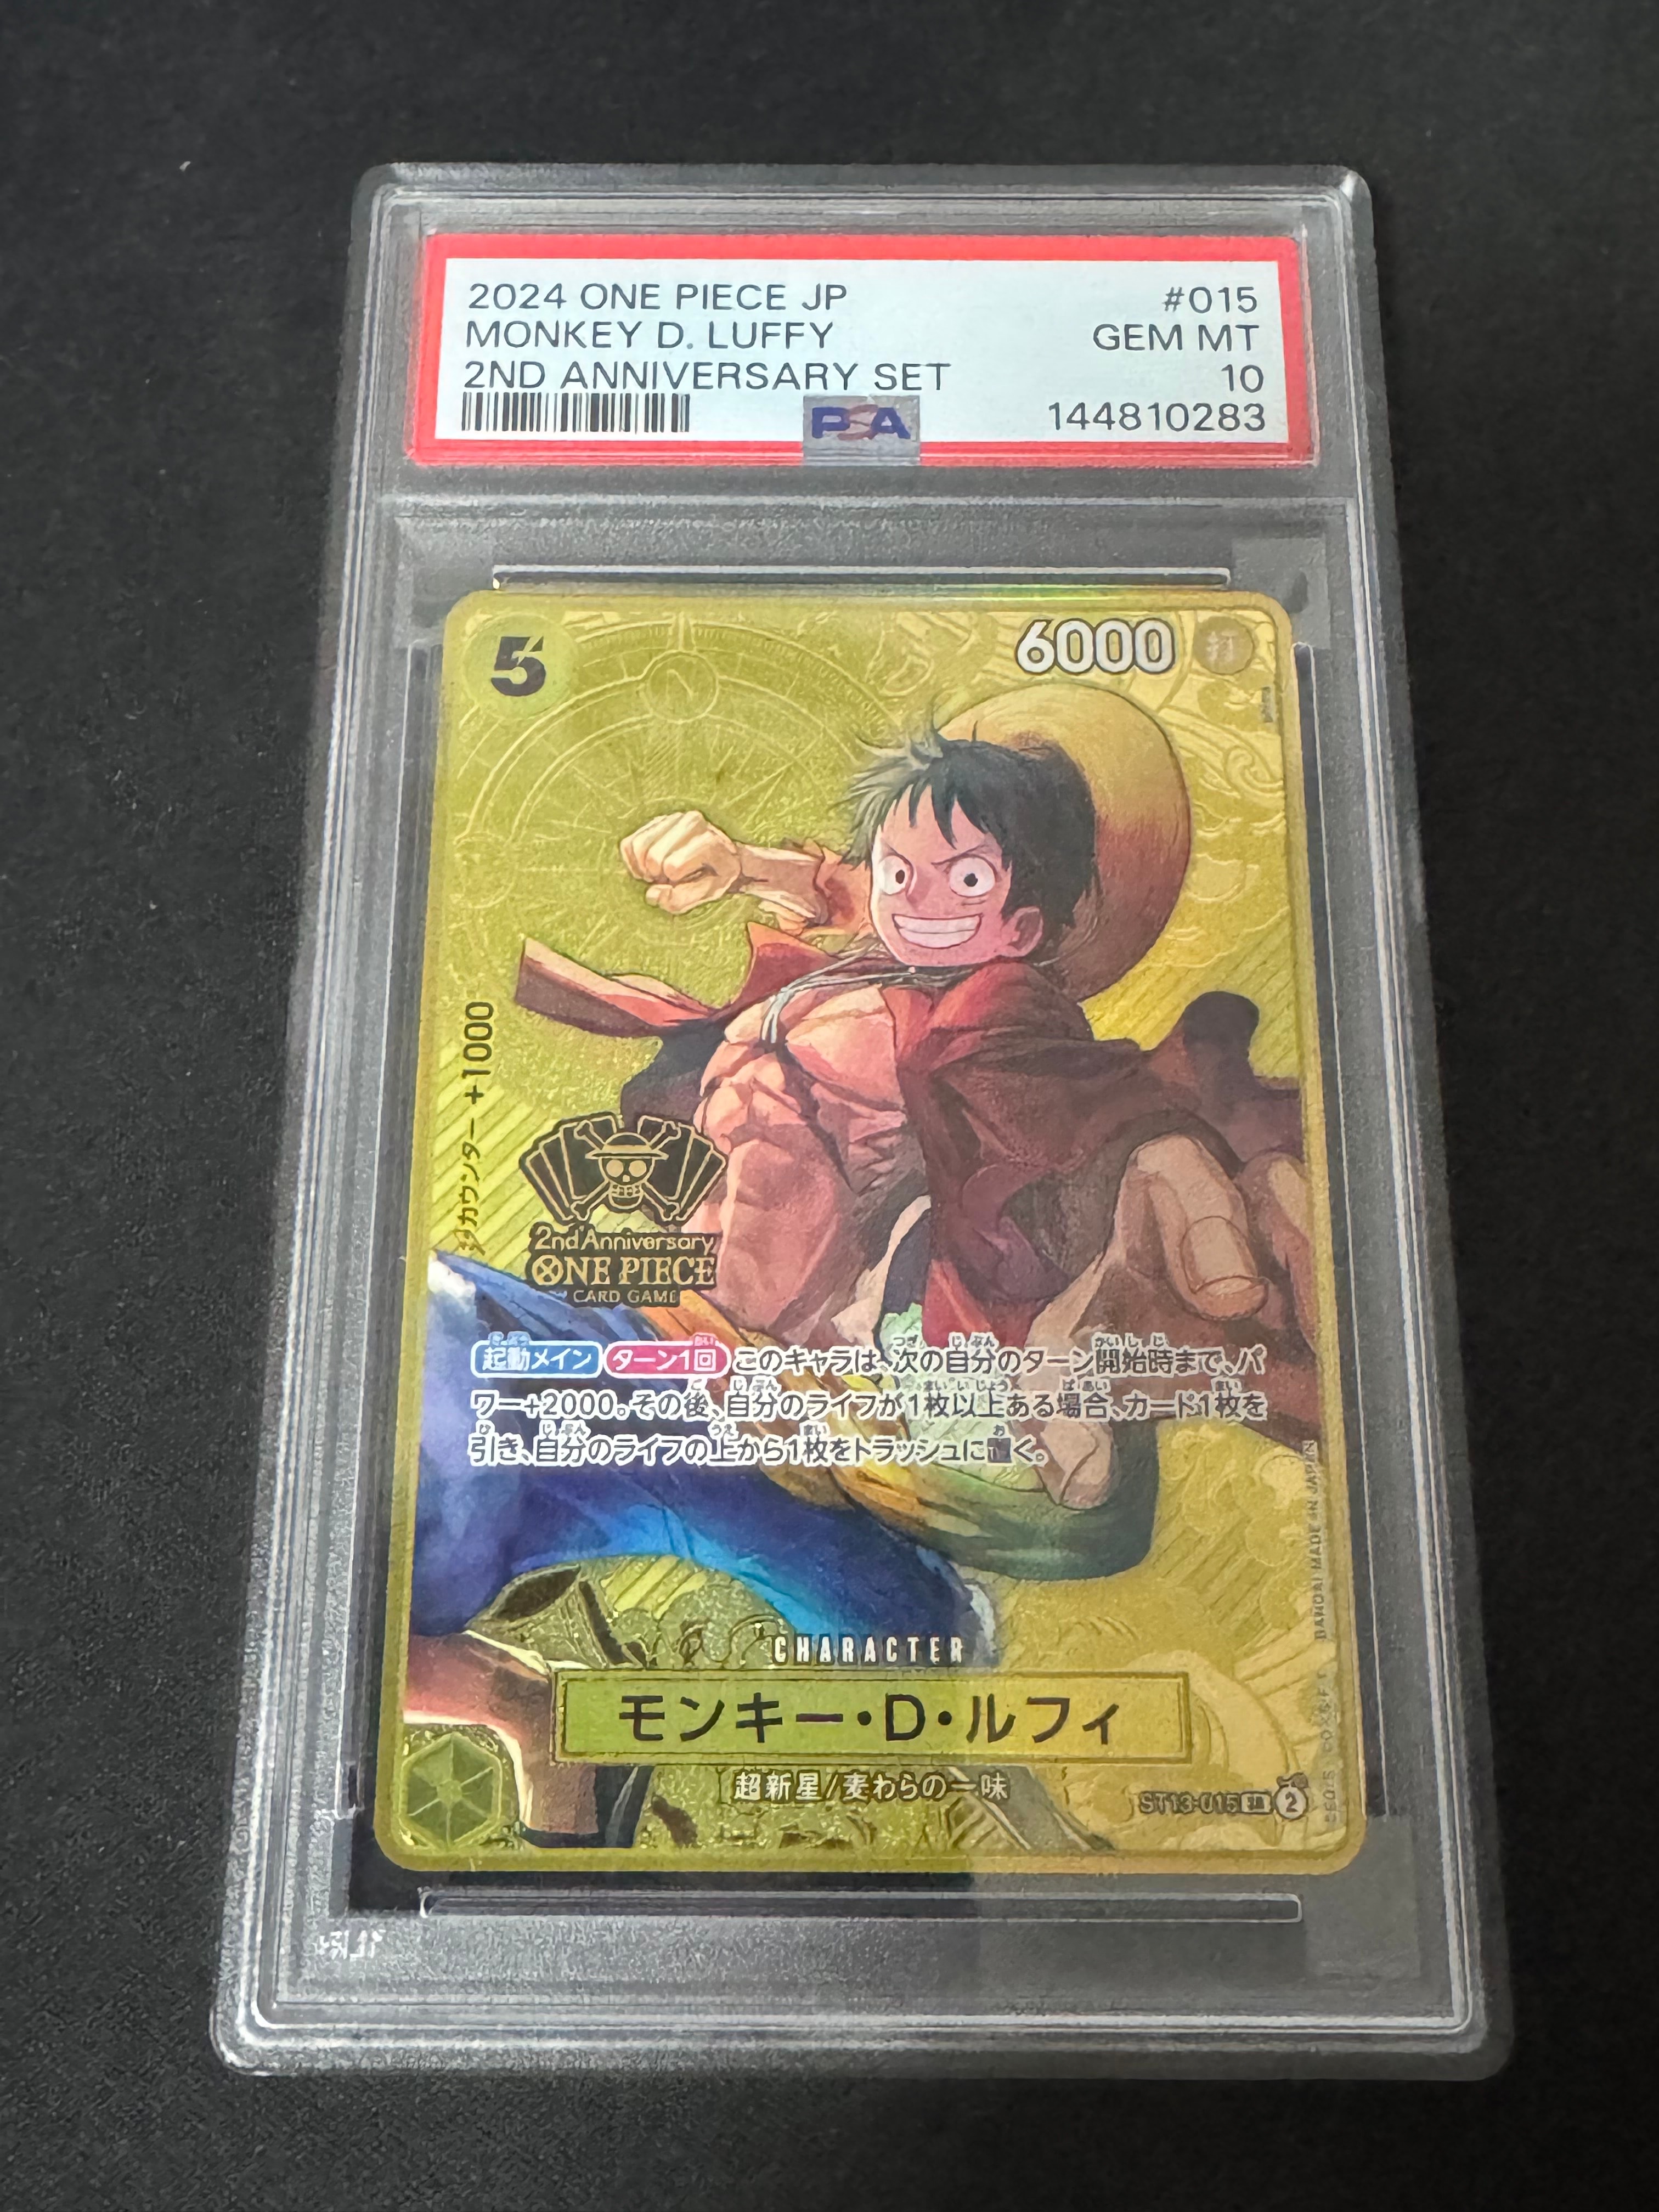 2024 ONE PIECE JP #015
MONKEY D. LUFFY GEM MT
2ND ANNIVERSARY SET 10
PSA 144810283
5 6000 打
カウンター +1000
2nd Anniversary
ONE PIECE
CARD GAME
起動メイン ターン1回 このキャラは、次の自分のターン開始時まで、パ
ワー+2000。その後、自分のライフが1枚以上ある場合、カード1枚を
引き、自分のライフの上から1枚をトラッシュに置く。
BANDAI MADE IN JAPAN
CHARACTER
モンキー・D・ルフィ
超新星/麦わらの一味
ST13-015 SR 2